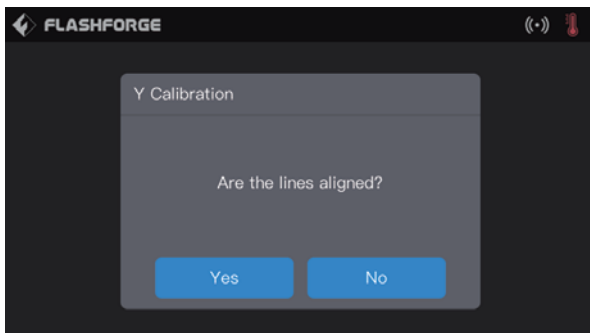 FLASHFORGE
Y Calibration
Are the lines aligned?
Yes
No